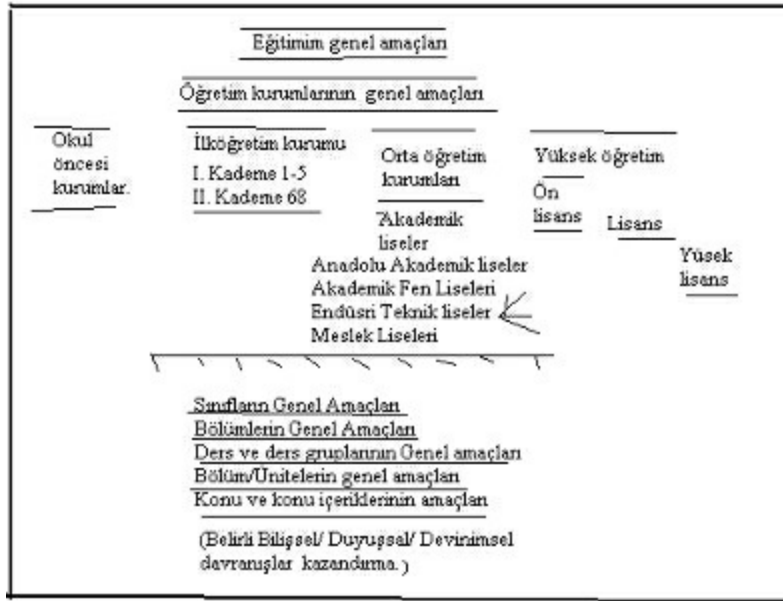 Eğitimim genel amaçları
Öğretim kurumlarının genel amaçları
Okul
öncesi
kurumlar.
İlköğretim kurumu
I. Kademe 1-5
II. Kademe 68
Orta öğretim
kurumları
Akademik
liseler
Anadolu Akademik liseler
Akademik Fen Liseleri
Endüsri Teknik liseler
Meslek Liseleri
Yüksek öğretim
Ön
lisans
Lisans
Yüsek
lisans
Sınıfların Genel Amaçları
Bölümlerin Genel Amaçları
Ders ve ders gruplarının Genel amaçları
Bölüm/Ünitelerin genel amaçları
Konu ve konu içeriklerinin amaçları
(Belirli Bilişsel/ Duyuşsal/ Devinimsel
davranışlar kazandırma.)